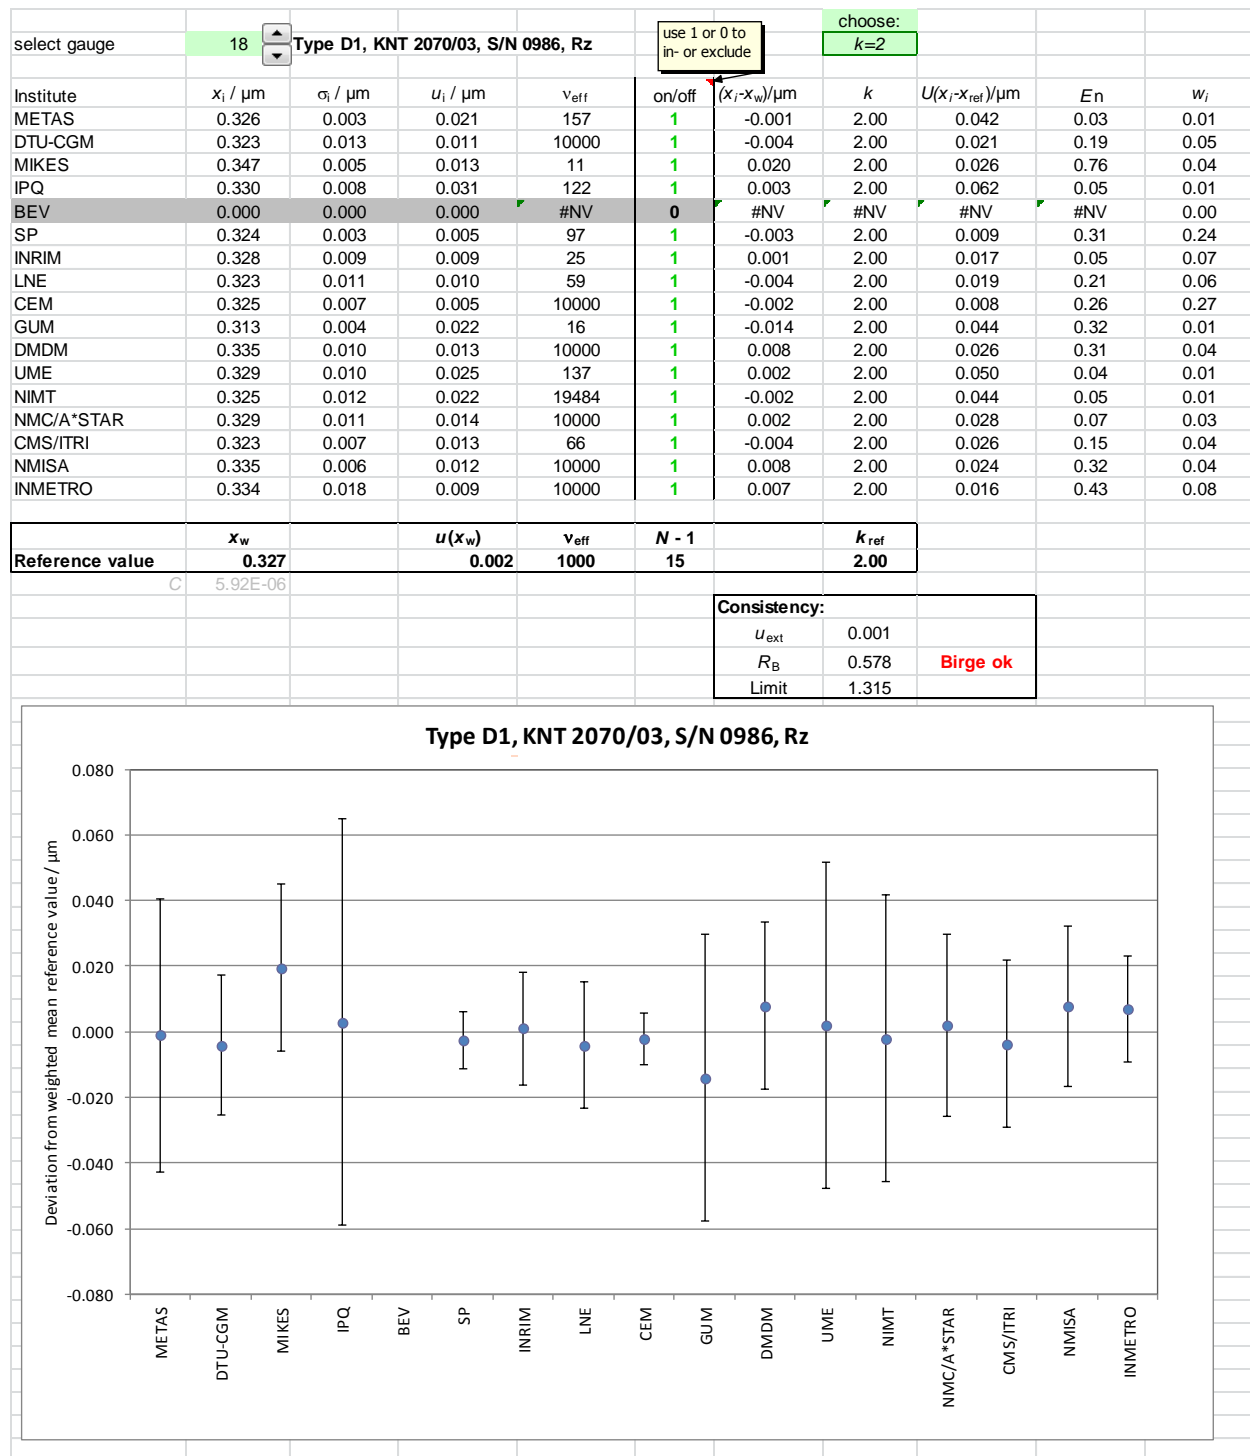 choose:
select gauge 18 Type D1, KNT 2070/03, S/N 0986, Rz use 1 or 0 to in- or exclude k=2
Institute xi / µm σi / µm ui / µm νeff on/off (xi-xw)/µm k U(xi-xref)/µm En wi
METAS 0.326 0.003 0.021 157 1 -0.001 2.00 0.042 0.03 0.01
DTU-CGM 0.323 0.013 0.011 10000 1 -0.004 2.00 0.021 0.19 0.05
MIKES 0.347 0.005 0.013 11 1 0.020 2.00 0.026 0.76 0.04
IPQ 0.330 0.008 0.031 122 1 0.003 2.00 0.062 0.05 0.01
BEV 0.000 0.000 0.000 #NV 0 #NV #NV #NV #NV 0.00
SP 0.324 0.003 0.005 97 1 -0.003 2.00 0.009 0.31 0.24
INRIM 0.328 0.009 0.009 25 1 0.001 2.00 0.017 0.05 0.07
LNE 0.323 0.011 0.010 59 1 -0.004 2.00 0.019 0.21 0.06
CEM 0.325 0.007 0.005 10000 1 -0.002 2.00 0.008 0.26 0.27
GUM 0.313 0.004 0.022 16 1 -0.014 2.00 0.044 0.32 0.01
DMDM 0.335 0.010 0.013 10000 1 0.008 2.00 0.026 0.31 0.04
UME 0.329 0.010 0.025 137 1 0.002 2.00 0.050 0.04 0.01
NIMT 0.325 0.012 0.022 19484 1 -0.002 2.00 0.044 0.05 0.01
NMC/A*STAR 0.329 0.011 0.014 10000 1 0.002 2.00 0.028 0.07 0.03
CMS/ITRI 0.323 0.007 0.013 66 1 -0.004 2.00 0.026 0.15 0.04
NMISA 0.335 0.006 0.012 10000 1 0.008 2.00 0.024 0.32 0.04
INMETRO 0.334 0.018 0.009 10000 1 0.007 2.00 0.016 0.43 0.08
xw u(xw) νeff N - 1 kref
Reference value 0.327 0.002 1000 15 2.00
C 5.92E-06
Consistency:
uext 0.001
RB 0.578 Birge ok
Limit 1.315
Type D1, KNT 2070/03, S/N 0986, Rz
Deviation from weighted mean reference value / µm
0.080
0.060
0.040
0.020
0.000
-0.020
-0.040
-0.060
-0.080
METAS
DTU-CGM
MIKES
IPQ
BEV
SP
INRIM
LNE
CEM
GUM
DMDM
UME
NIMT
NMC/A*STAR
CMS/ITRI
NMISA
INMETRO